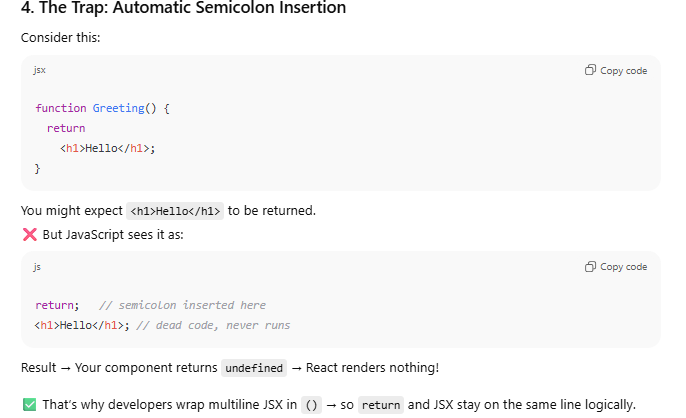 4. The Trap: Automatic Semicolon Insertion
Consider this:
jsx
Copy code
function Greeting() {
  return
    <h1>Hello</h1>;
}
You might expect <h1>Hello</h1> to be returned.
❌ But JavaScript sees it as:
js
Copy code
return;   // semicolon inserted here
<h1>Hello</h1>; // dead code, never runs
Result → Your component returns undefined → React renders nothing!
✅ That's why developers wrap multiline JSX in () → so return and JSX stay on the same line logically.